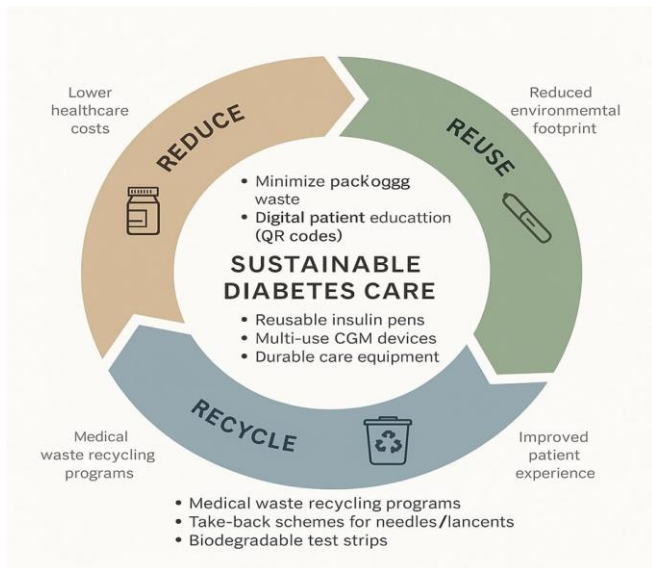 Lower
healthcare
costs
REDUCE
REUSE
Reduced
environmemtal
footprint
• Minimize packoggg
waste
• Digital patient educattion
(QR codes)
SUSTAINABLE
DIABETES CARE
• Reusable insulin pens
• Multi-use CGM devices
• Durable care equipment
RECYCLE
Medical
waste recycling
programs
Improved
patient
experience
• Medical waste recycling programs
• Take-back schemes for needles/lancents
• Biodegradable test strips